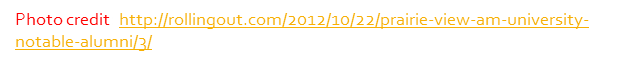 Photo credit http://rollingout.com/2012/10/22/prairie-view-am-university-
notable-alumni/3/